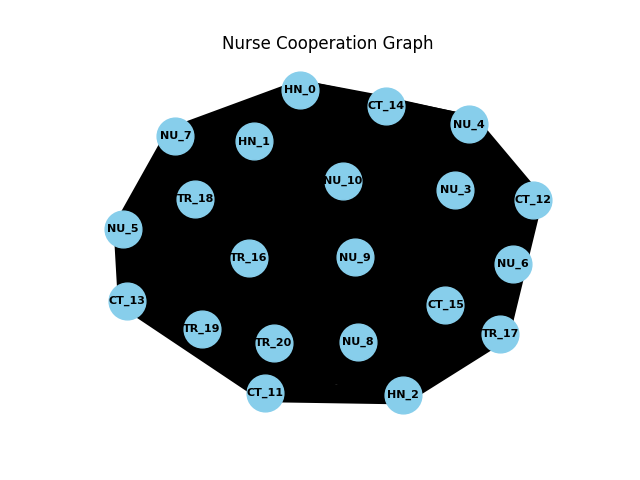 Nurse Cooperation Graph
HN_0
CT_14
NU_4
NU_7
HN_1
NU_10
NU_3
TR_18
CT_12
NU_5
TR_16
NU_9
NU_6
CT_13
CT_15
TR_19
TR_17
TR_20
NU_8
CT_11
HN_2